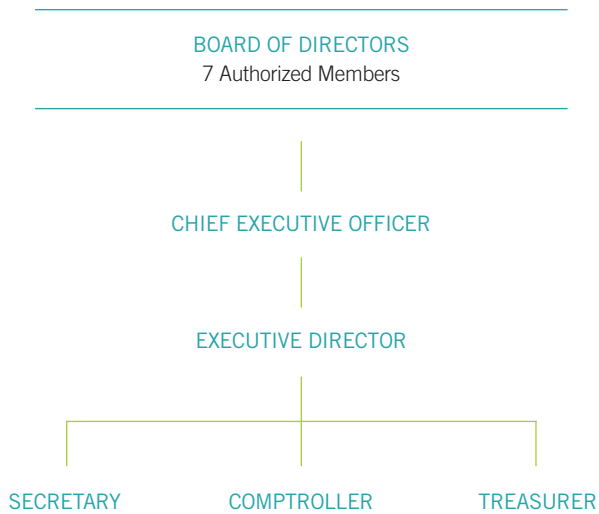 BOARD OF DIRECTORS
7 Authorized Members
CHIEF EXECUTIVE OFFICER
EXECUTIVE DIRECTOR
SECRETARY COMPTROLLER TREASURER